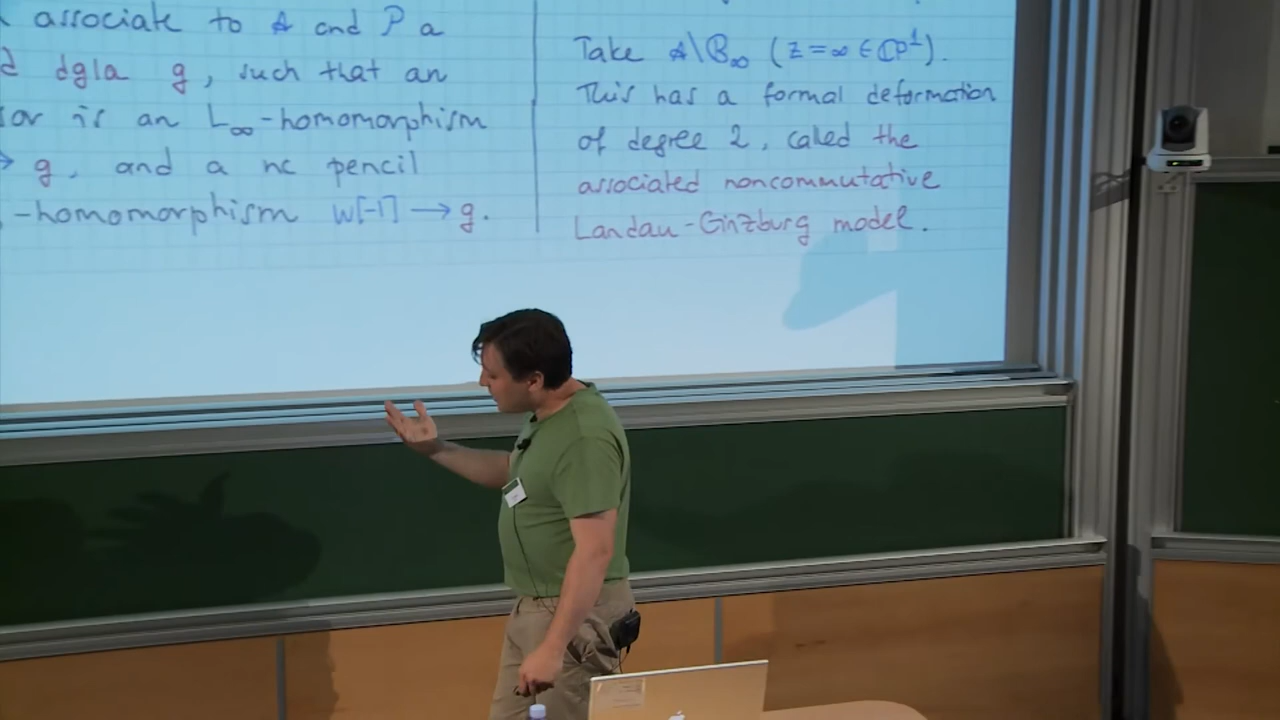 associate to A and P a
dgla g, such that an
or is an L∞-homomorphism
→ g, and a nc pencil
-homomorphism W[-1] → g.
Take A\B∞ (z = ∞ ∈ ℂP¹).
This has a formal deformation
of degree 2, called the
associated noncommutative
Landau-Ginzburg model.